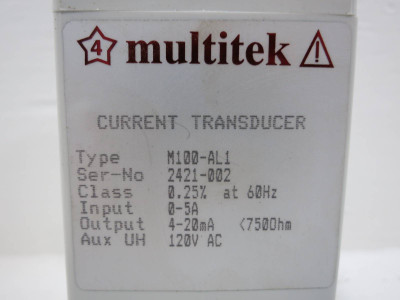 4 multitek !
CURRENT TRANSDUCER
Type M100-AL1
Ser-No 2421-002
Class 0.25% at 60Hz
Input 0-5A
Output 4-20mA <750Ohm
Aux UH 120V AC